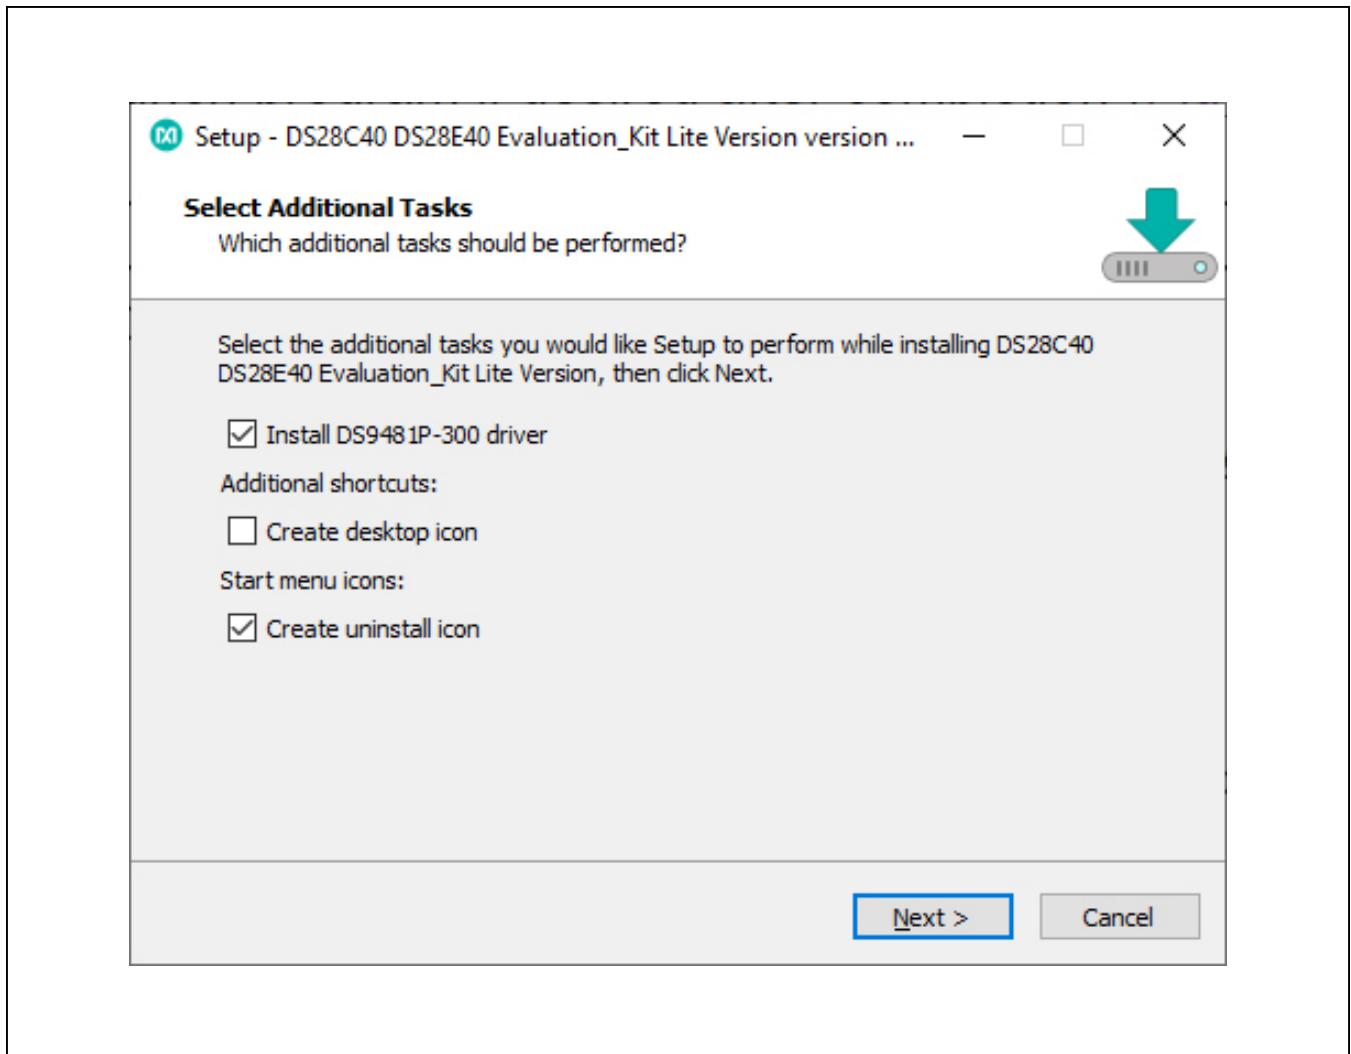 Setup - DS28C40 DS28E40 Evaluation_Kit Lite Version version ...
Select Additional Tasks
Which additional tasks should be performed?
Select the additional tasks you would like Setup to perform while installing DS28C40
DS28E40 Evaluation_Kit Lite Version, then click Next.
Install DS9481P-300 driver
Additional shortcuts:
Create desktop icon
Start menu icons:
Create uninstall icon
Next >
Cancel